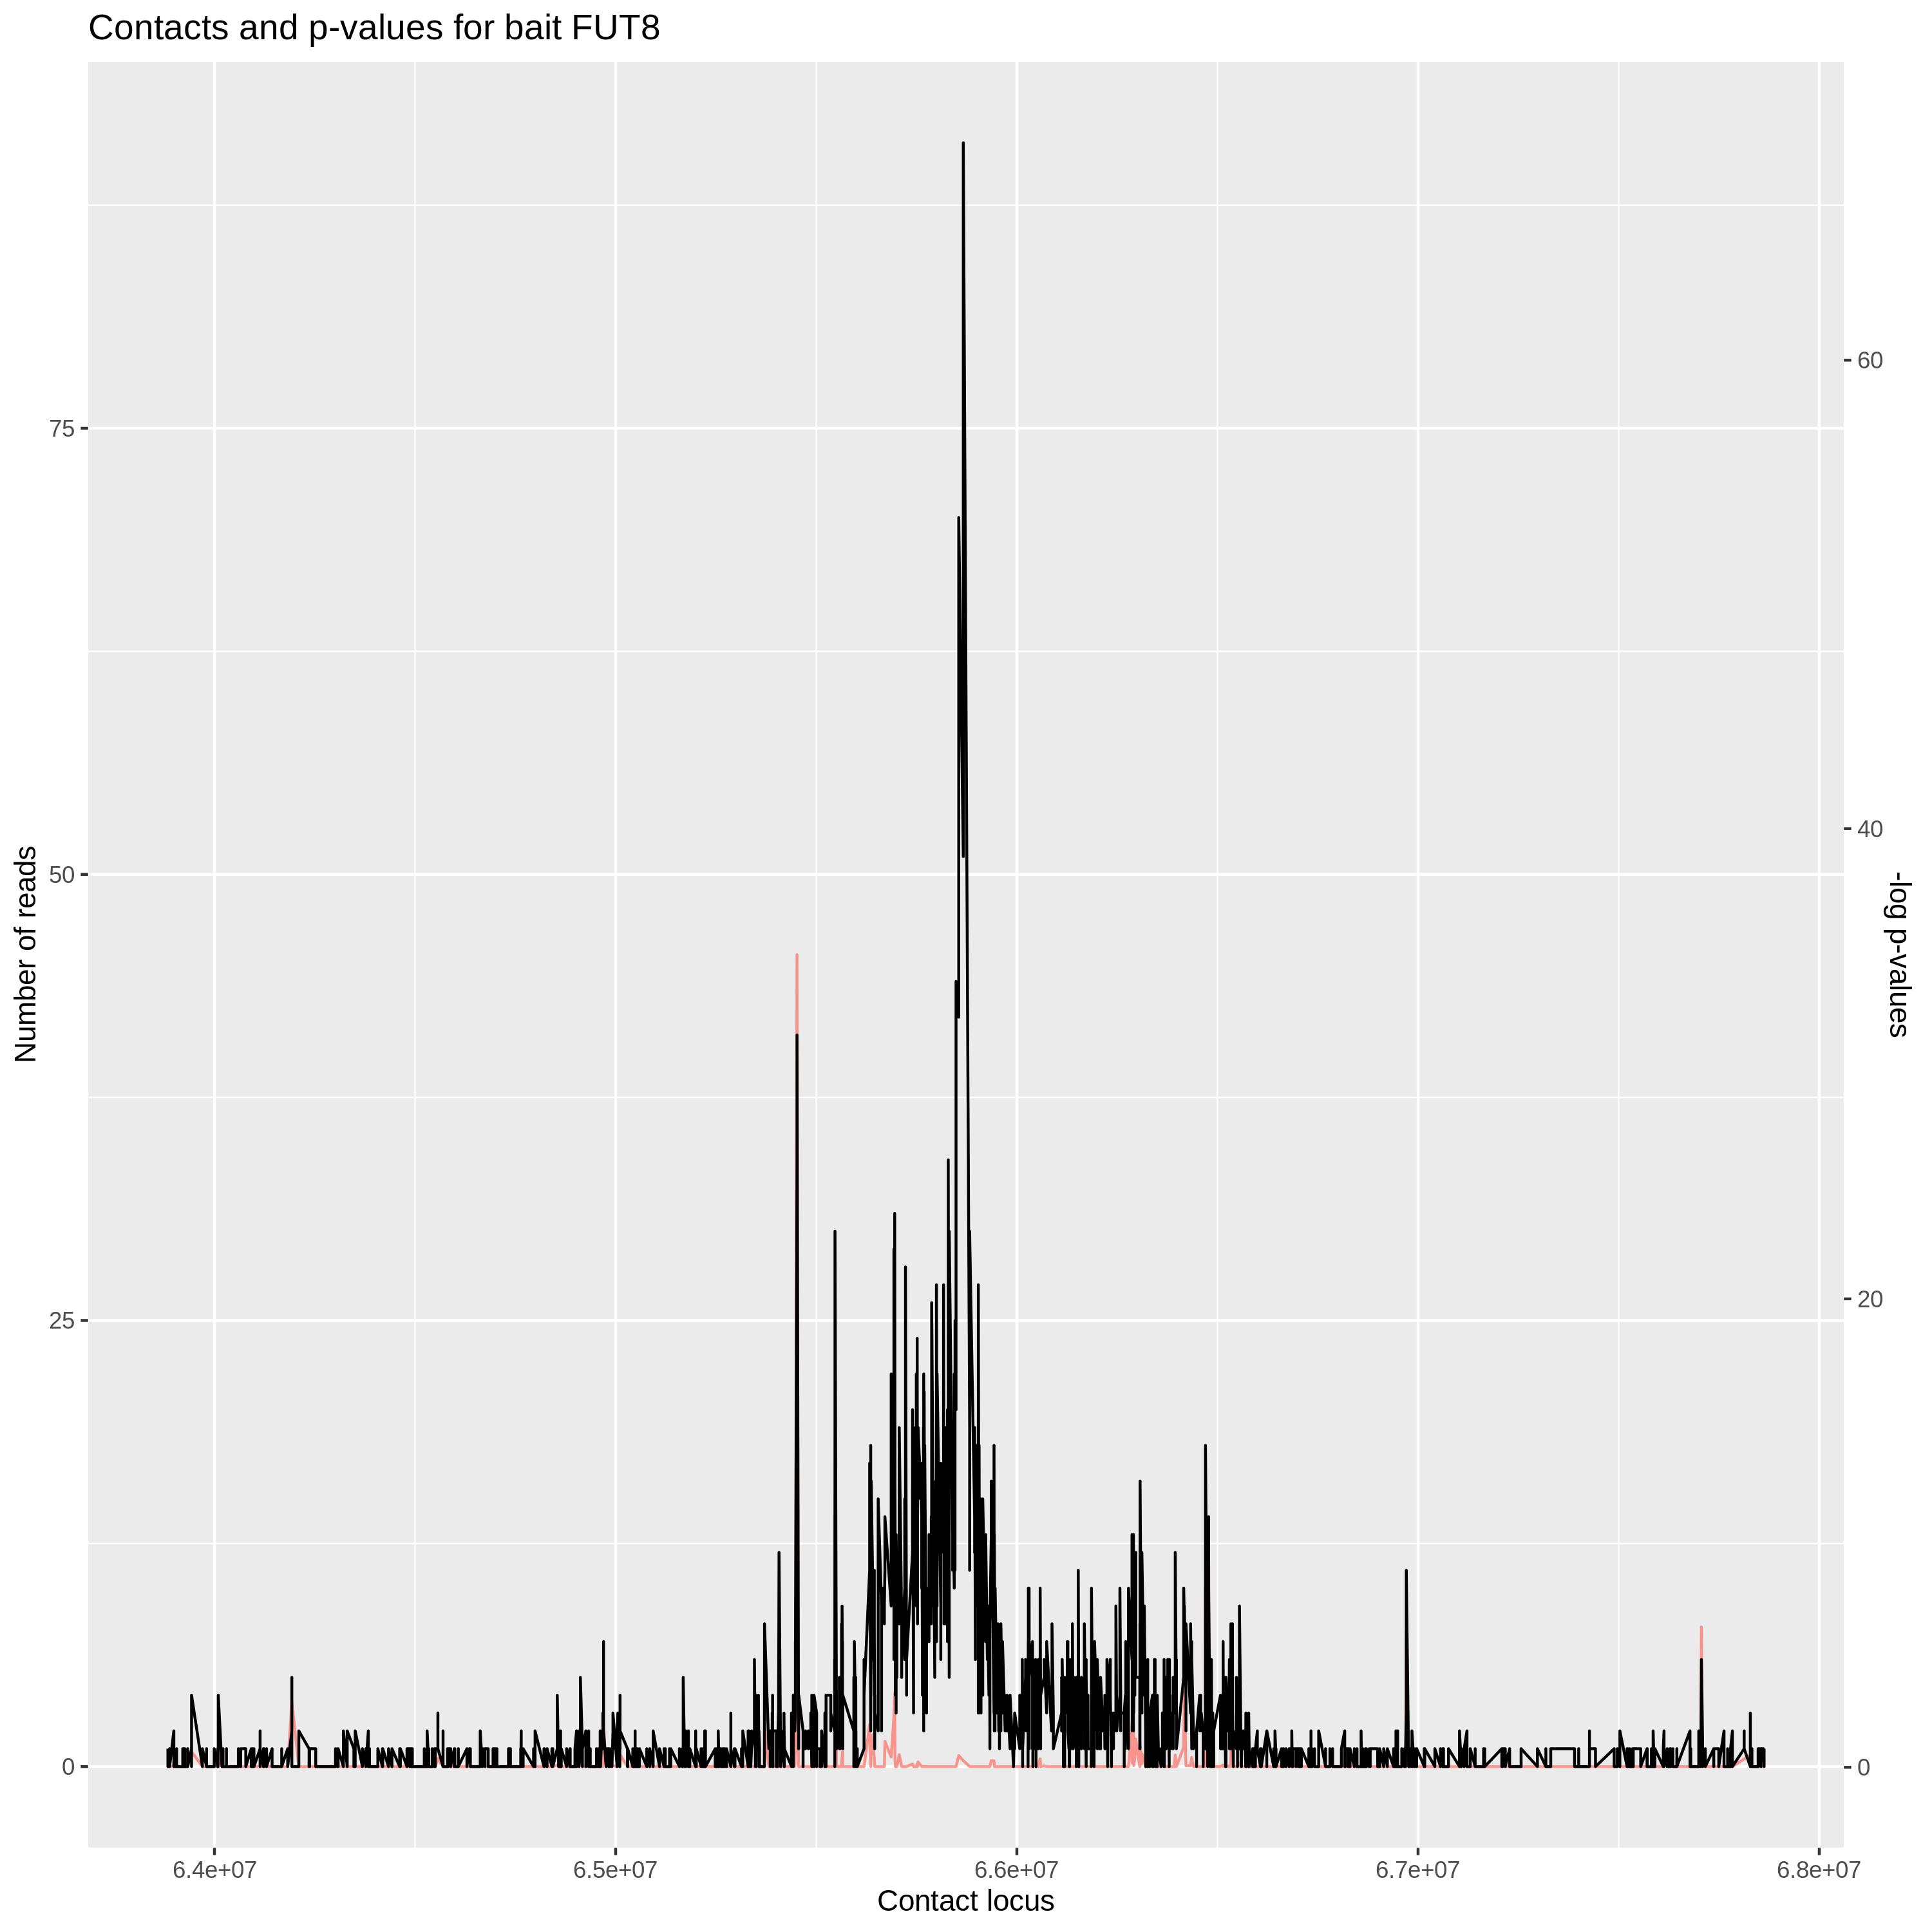 Contacts and p-values for bait FUT8
75
50
25
0
60
40
20
0
Number of reads
-log p-values
6.4e+07
6.5e+07
6.6e+07
6.7e+07
6.8e+07
Contact locus